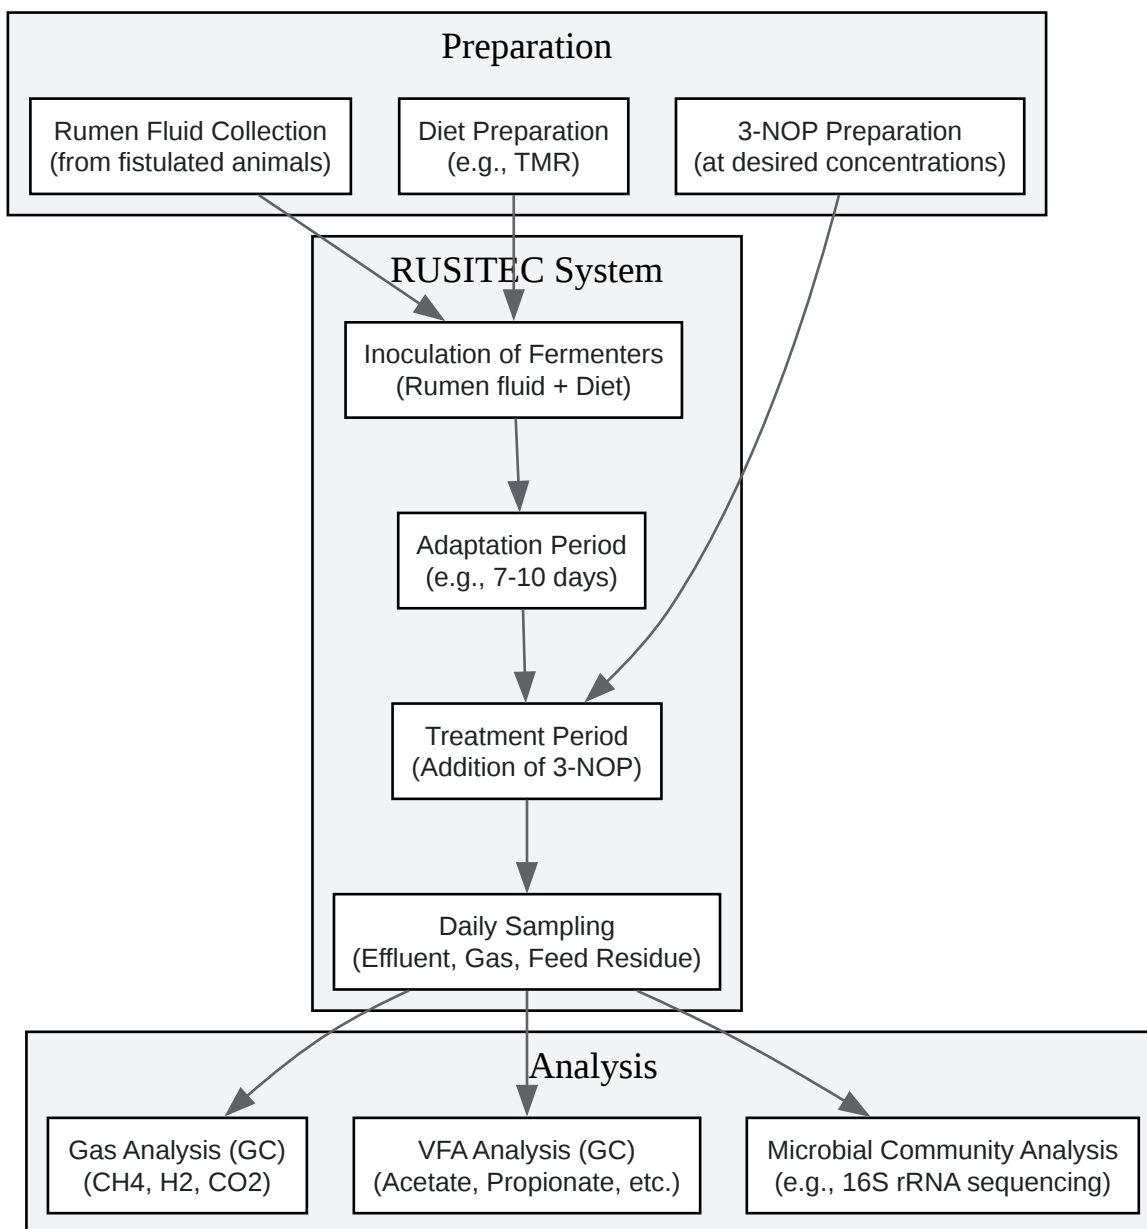 Preparation
Rumen Fluid Collection
(from fistulated animals)
Diet Preparation
(e.g., TMR)
3-NOP Preparation
(at desired concentrations)
RUSITEC System
Inoculation of Fermenters
(Rumen fluid + Diet)
Adaptation Period
(e.g., 7-10 days)
Treatment Period
(Addition of 3-NOP)
Daily Sampling
(Effluent, Gas, Feed Residue)
Analysis
Gas Analysis (GC)
(CH4, H2, CO2)
VFA Analysis (GC)
(Acetate, Propionate, etc.)
Microbial Community Analysis
(e.g., 16S rRNA sequencing)